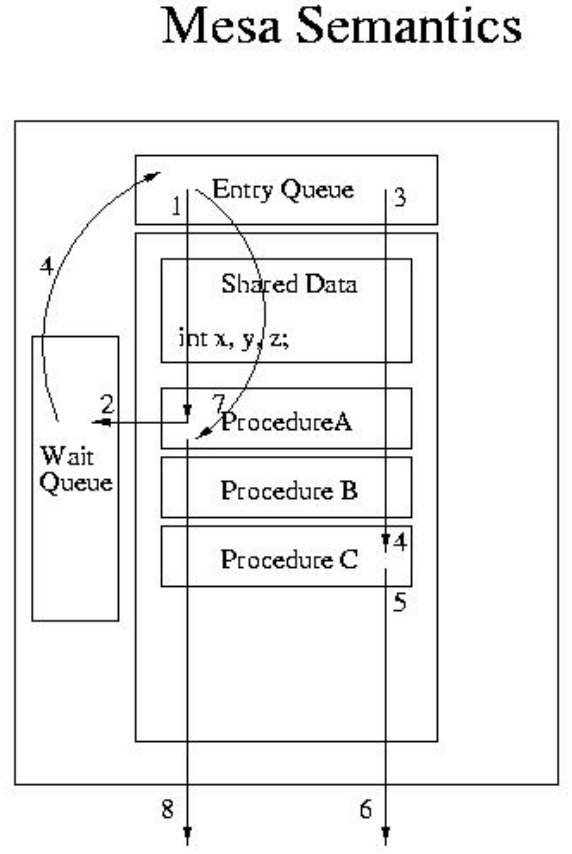 Mesa Semantics
Entry Queue
1
3
4
Shared Data
int x, y, z;
2
7
ProcedureA
Wait
Queue
Procedure B
4
Procedure C
5
8
6